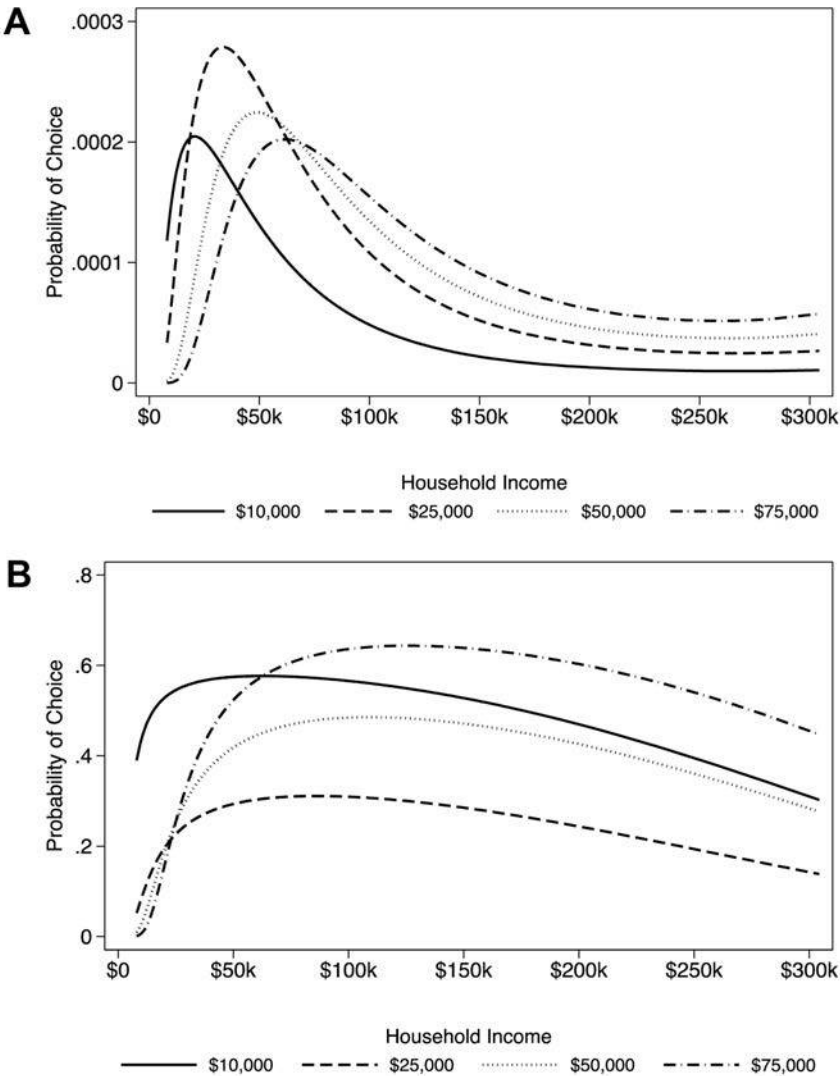 A
.0003
.0002
.0001
0
Probability of Choice
$0 $50k $100k $150k $200k $250k $300k
Household Income
$10,000 $25,000 $50,000 $75,000
B
.8
.6
.4
.2
0
Probability of Choice
$0 $50k $100k $150k $200k $250k $300k
Household Income
$10,000 $25,000 $50,000 $75,000